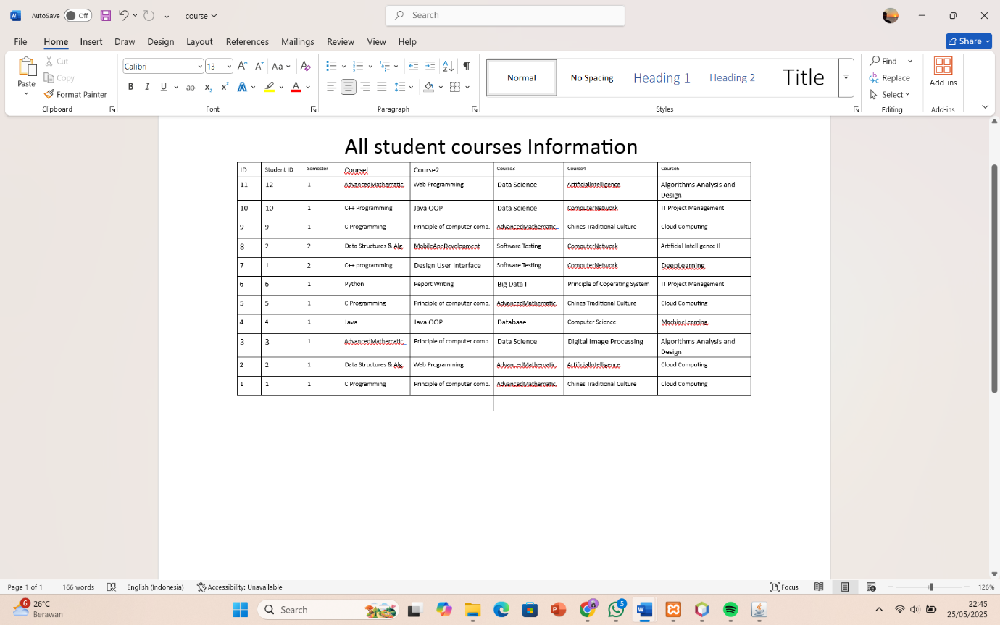 AutoSave Off course Search
File Home Insert Draw Design Layout References Mailings Review View Help Share
Paste Cut Copy Format Painter Calibri 13 Normal No Spacing Heading 1 Heading 2 Title Find Replace Select Add-ins
Clipboard Font Paragraph Styles Editing Add-ins
All student courses Information
ID Student ID Semester Coursel Course2 Course3 Course4 Course5
11 12 1 AdvancedMathematic. Web Programming Data Science ArtificialIntelligence Algorithms Analysis and
Design
10 10 1 C++ Programming Java OOP Data Science ComputerNetwork IT Project Management
9 9 1 C Programming Principle of computer comp. AdvancedMathematic... Chines Traditional Culture Cloud Computing
8 2 2 Data Structures & Alg. MobileAppDevelopment Software Testing ComputerNetwork Artificial Intelligence II
7 1 2 C++ programming Design User Interface Software Testing ComputerNetwork DeepLearning
6 6 1 Python Report Writing Big Data I Principle of Coperating System IT Project Management
5 5 1 C Programming Principle of computer comp. AdvancedMathematic. Chines Traditional Culture Cloud Computing
4 4 1 Java Java OOP Database Computer Science MachineLeaming.
3 3 1 AdvancedMathematic... Principle of computer comp.. Data Science Digital Image Processing Algorithms Analysis and
Design
2 2 1 Data Structures & Alg. Web Programming AdvancedMathematic. ArtificialIntelligence Cloud Computing
1 1 1 C Programming Principle of computer comp. AdvancedMathematic. Chines Traditional Culture Cloud Computing
Page 1 of 1 166 words English (Indonesia) Accessibility: Unavailable Focus 126%
6 26°C Berawan Search 5 22:45
25/05/2025